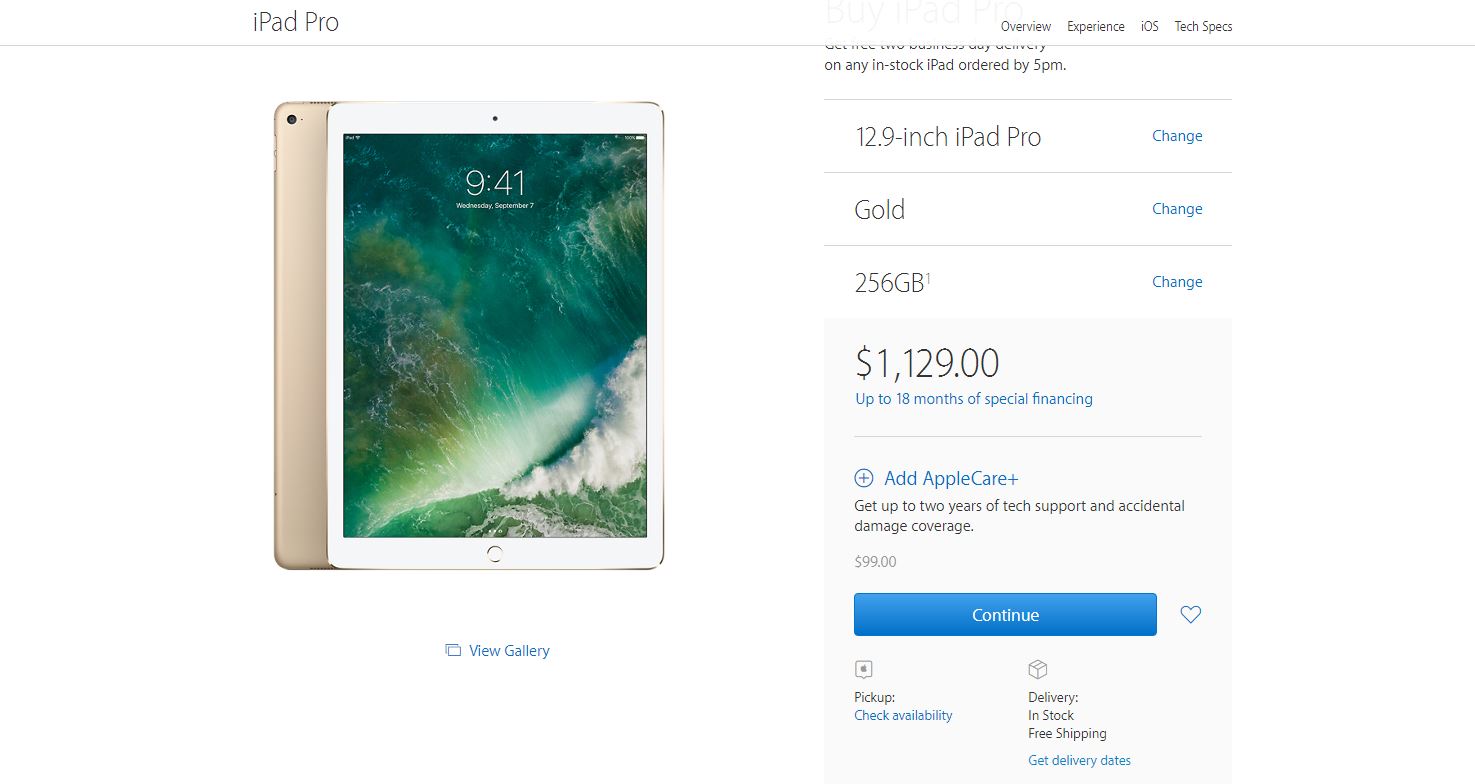 iPad Pro
Buy iPad Pro
Overview Experience iOS Tech Specs
Get free two business day delivery
on any in-stock iPad ordered by 5pm.
iPad 100%
9:41
Wednesday, September 7
View Gallery
12.9-inch iPad Pro Change
Gold Change
256GB1 Change
$1,129.00
Up to 18 months of special financing
Add AppleCare+
Get up to two years of tech support and accidental
damage coverage.
$99.00
Continue
Pickup:
Check availability
Delivery:
In Stock
Free Shipping
Get delivery dates